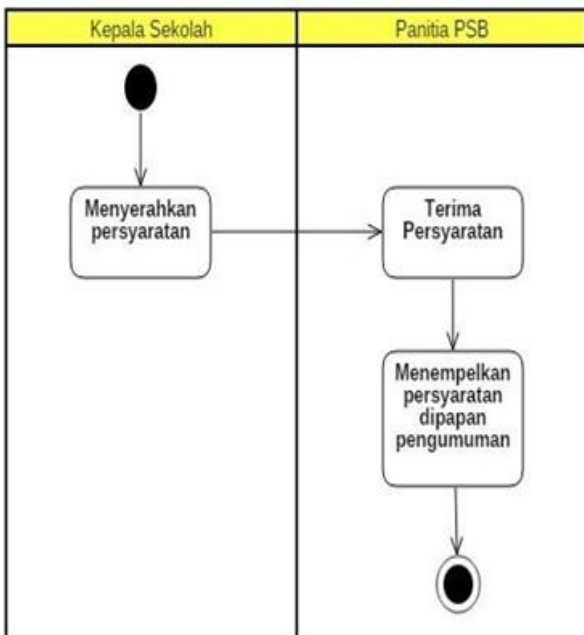 Kepala Sekolah
Panitia PSB
Menyerahkan
persyaratan
Terima
Persyaratan
Menempelkan
persyaratan
dipapan
pengumuman